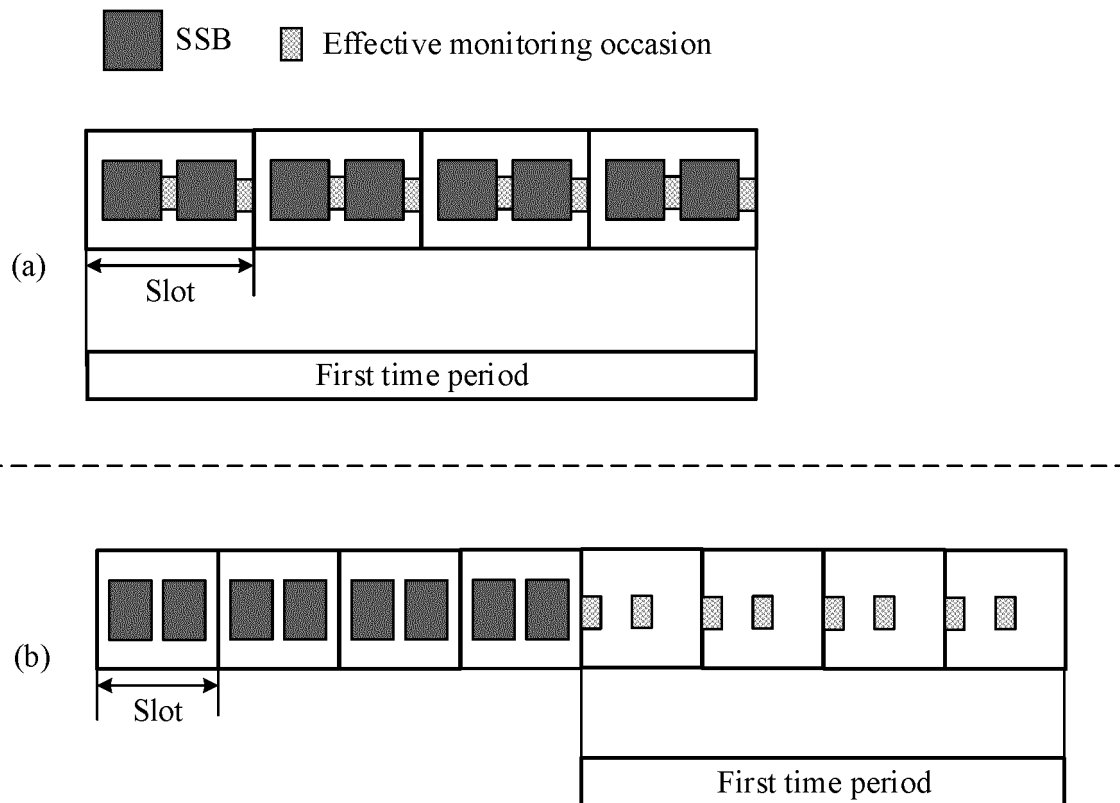 SSB
Effective monitoring occasion
(a)
Slot
First time period
(b)
Slot
First time period